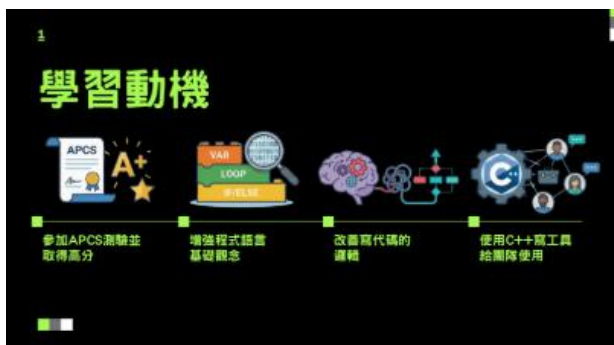 1
學習動機
APCS
A+
VAR
LOOP
IF/ELSE
C++
參加APCS測驗並
取得高分
增強程式語言
基礎觀念
改善寫代碼的
邏輯
使用C++寫工具
給團隊使用